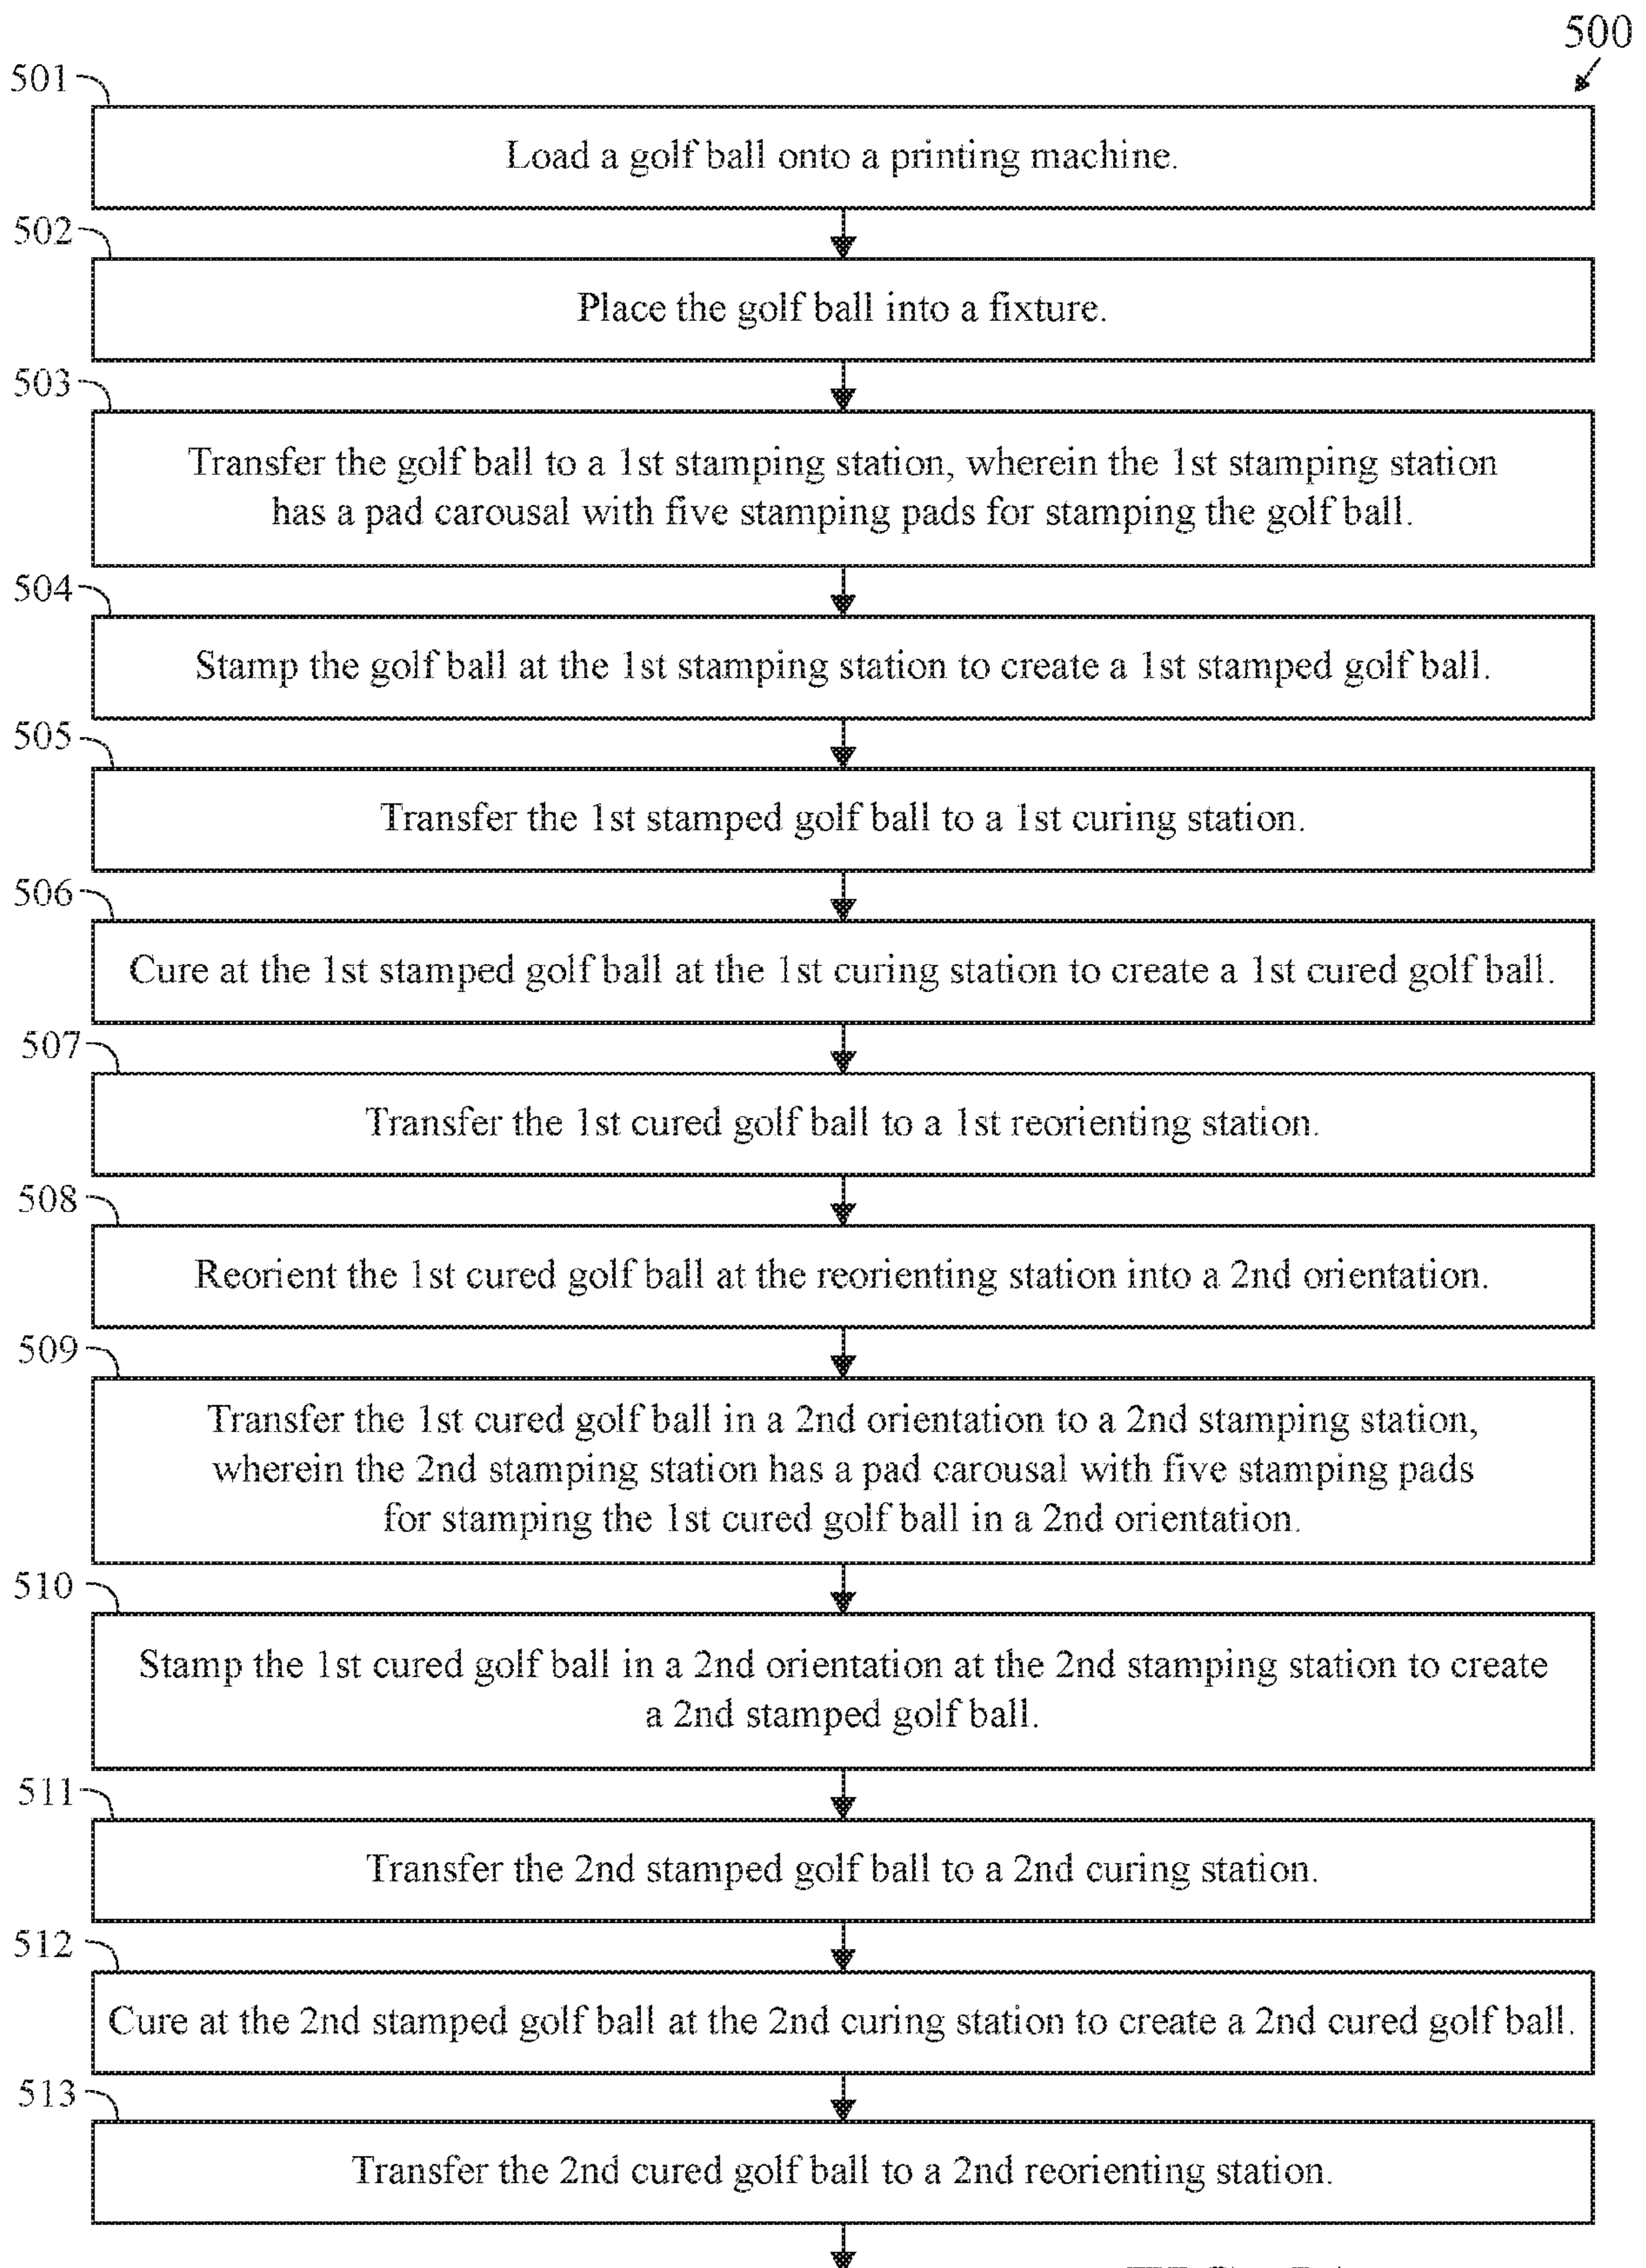 500
501
Load a golf ball onto a printing machine.
502
Place the golf ball into a fixture.
503
Transfer the golf ball to a 1st stamping station, wherein the 1st stamping station
has a pad carousal with five stamping pads for stamping the golf ball.
504
Stamp the golf ball at the 1st stamping station to create a 1st stamped golf ball.
505
Transfer the 1st stamped golf ball to a 1st curing station.
506
Cure at the 1st stamped golf ball at the 1st curing station to create a 1st cured golf ball.
507
Transfer the 1st cured golf ball to a 1st reorienting station.
508
Reorient the 1st cured golf ball at the reorienting station into a 2nd orientation.
509
Transfer the 1st cured golf ball in a 2nd orientation to a 2nd stamping station,
wherein the 2nd stamping station has a pad carousal with five stamping pads
for stamping the 1st cured golf ball in a 2nd orientation.
510
Stamp the 1st cured golf ball in a 2nd orientation at the 2nd stamping station to create
a 2nd stamped golf ball.
511
Transfer the 2nd stamped golf ball to a 2nd curing station.
512
Cure at the 2nd stamped golf ball at the 2nd curing station to create a 2nd cured golf ball.
513
Transfer the 2nd cured golf ball to a 2nd reorienting station.